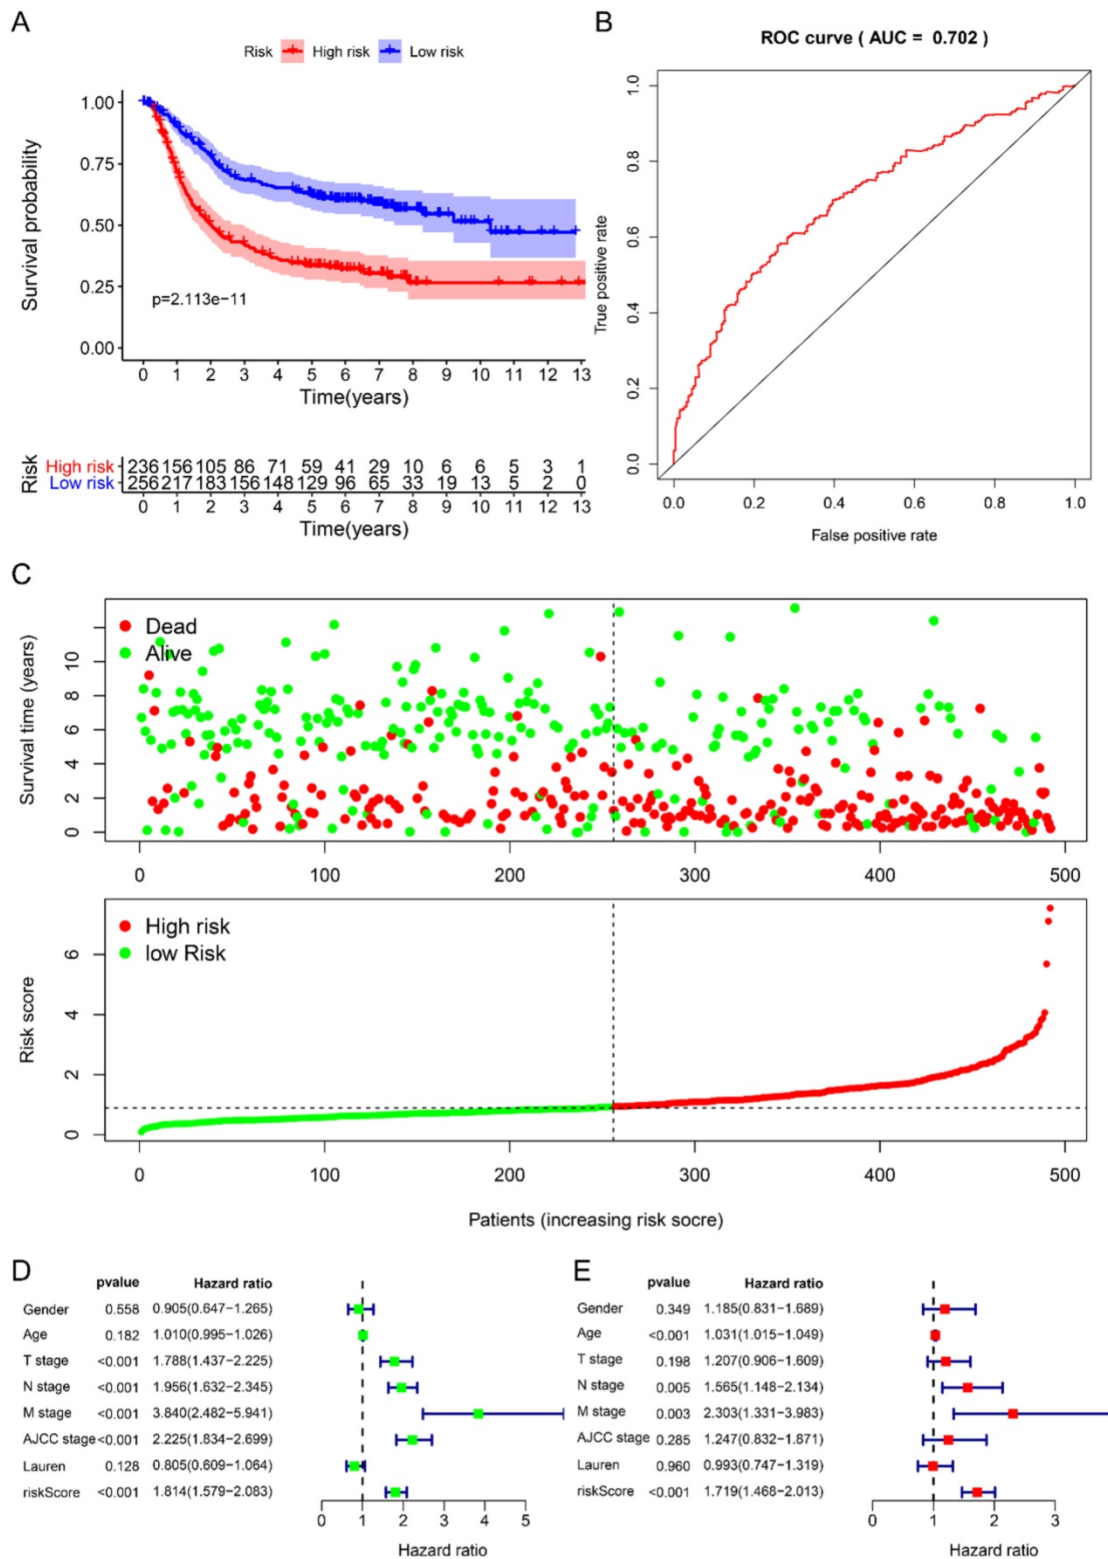 A
Risk High risk Low risk
Survival probability
1.00
0.75
0.50
0.25
0.00
p=2.113e−11
0 1 2 3 4 5 6 7 8 9 10 11 12 13
Time(years)
Risk
High risk 236 156 105 86 71 59 41 29 10 6 6 5 3 1
Low risk 256 217 183 156 148 129 96 65 33 19 13 5 2 0
0 1 2 3 4 5 6 7 8 9 10 11 12 13
Time(years)
B
ROC curve ( AUC = 0.702 )
True positive rate
1.0
0.8
0.6
0.4
0.2
0.0
0.0 0.2 0.4 0.6 0.8 1.0
False positive rate
C
Dead
Alive
Survival time (years)
10
8
6
4
2
0
0 100 200 300 400 500
High risk
low Risk
Risk score
6
4
2
0
0 100 200 300 400 500
Patients (increasing risk socre)
D
pvalue Hazard ratio
Gender 0.558 0.905(0.647−1.265)
Age 0.182 1.010(0.995−1.026)
T stage <0.001 1.788(1.437−2.225)
N stage <0.001 1.956(1.632−2.345)
M stage <0.001 3.840(2.482−5.941)
AJCC stage <0.001 2.225(1.834−2.699)
Lauren 0.128 0.805(0.609−1.064)
riskScore <0.001 1.814(1.579−2.083)
0 1 2 3 4 5
Hazard ratio
E
pvalue Hazard ratio
Gender 0.349 1.185(0.831−1.689)
Age <0.001 1.031(1.015−1.049)
T stage 0.198 1.207(0.906−1.609)
N stage 0.005 1.565(1.148−2.134)
M stage 0.003 2.303(1.331−3.983)
AJCC stage 0.285 1.247(0.832−1.871)
Lauren 0.960 0.993(0.747−1.319)
riskScore <0.001 1.719(1.468−2.013)
0 1 2 3
Hazard ratio